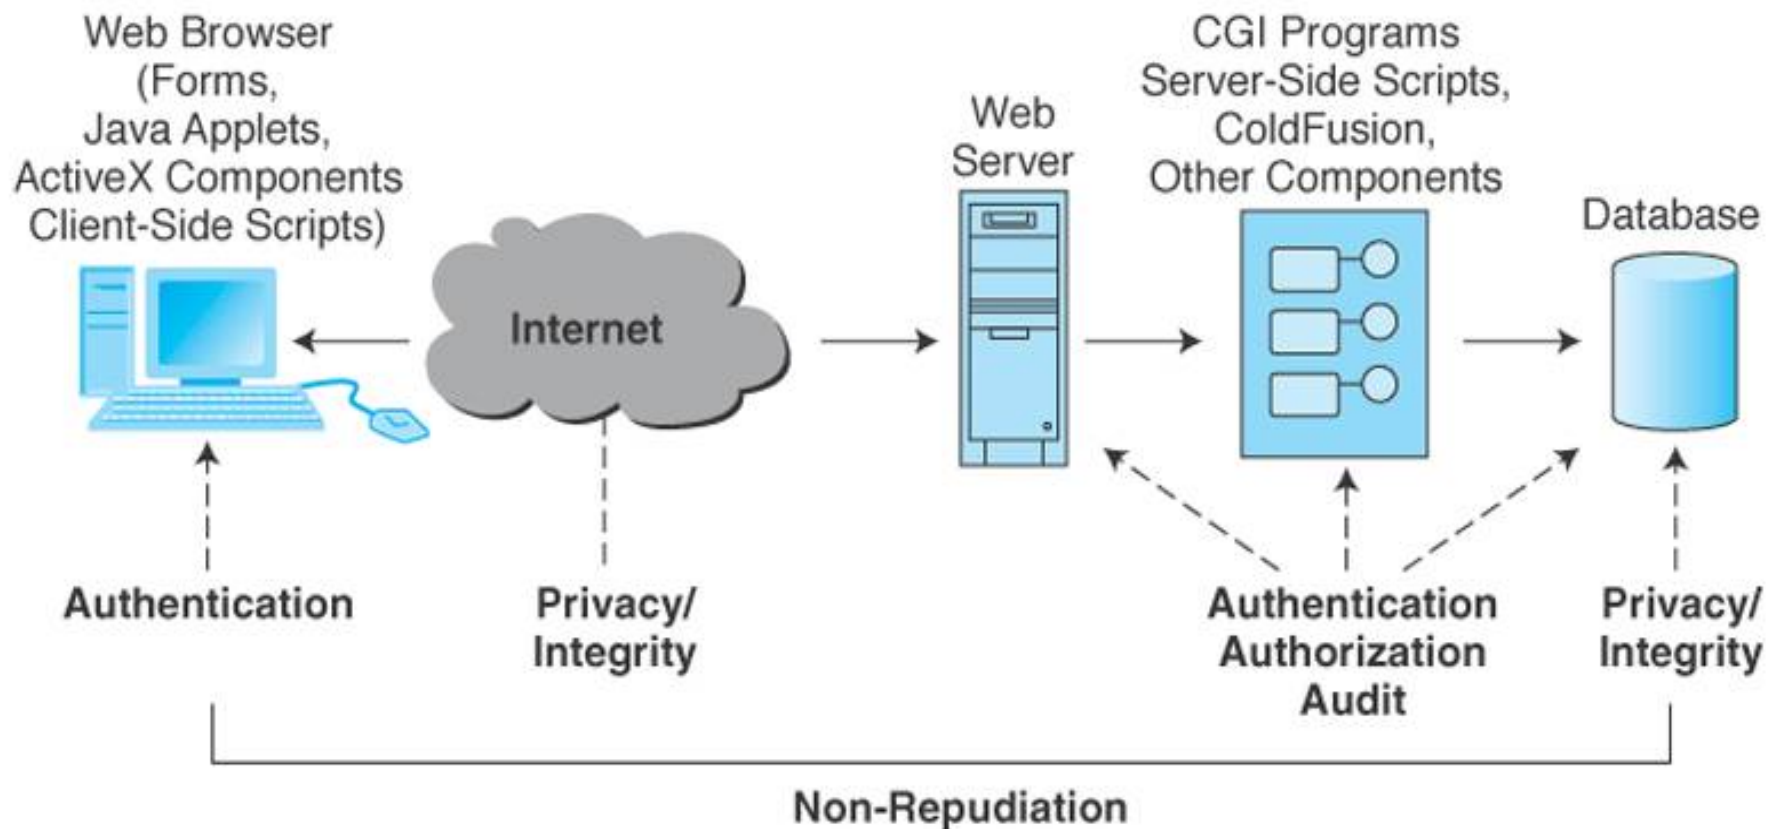 Web Browser
(Forms,
Java Applets,
ActiveX Components
Client-Side Scripts)
Internet
Web
Server
CGI Programs
Server-Side Scripts,
ColdFusion,
Other Components
Database
Authentication
Privacy/
Integrity
Authentication
Authorization
Audit
Privacy/
Integrity
Non-Repudiation